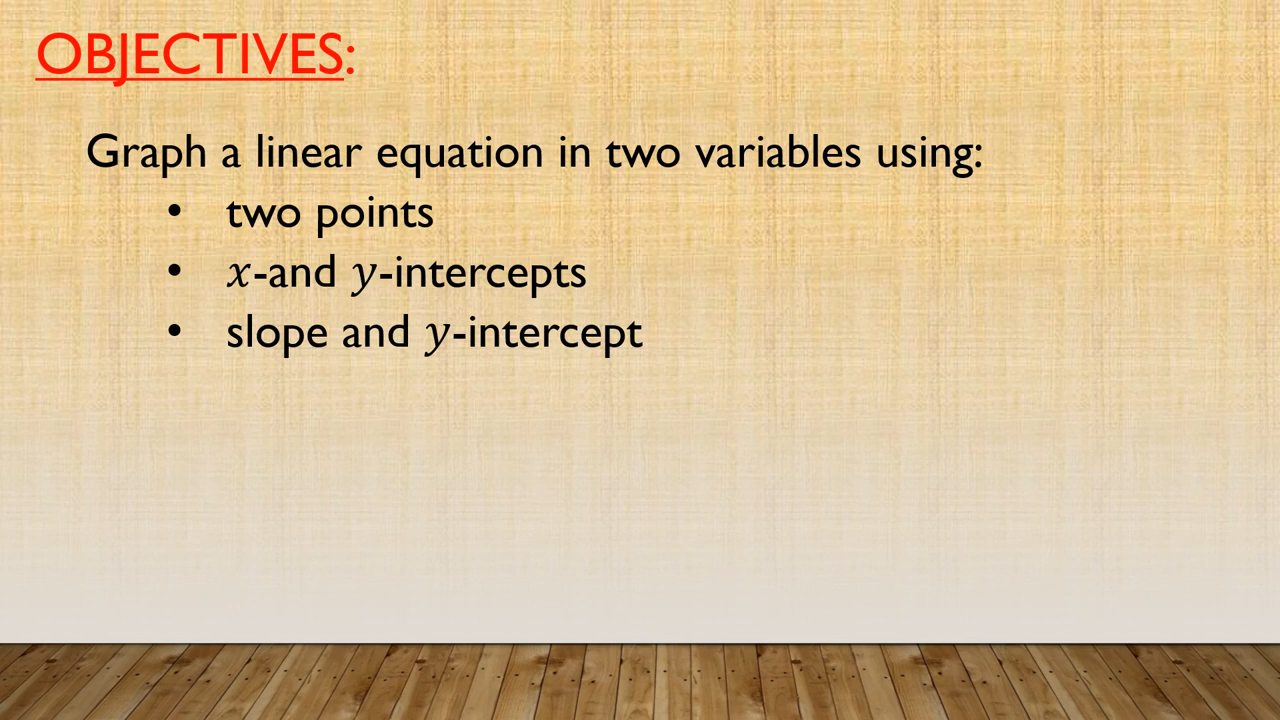 OBJECTIVES:
Graph a linear equation in two variables using:
• two points
• 𝑥-and 𝑦-intercepts
• slope and 𝑦-intercept